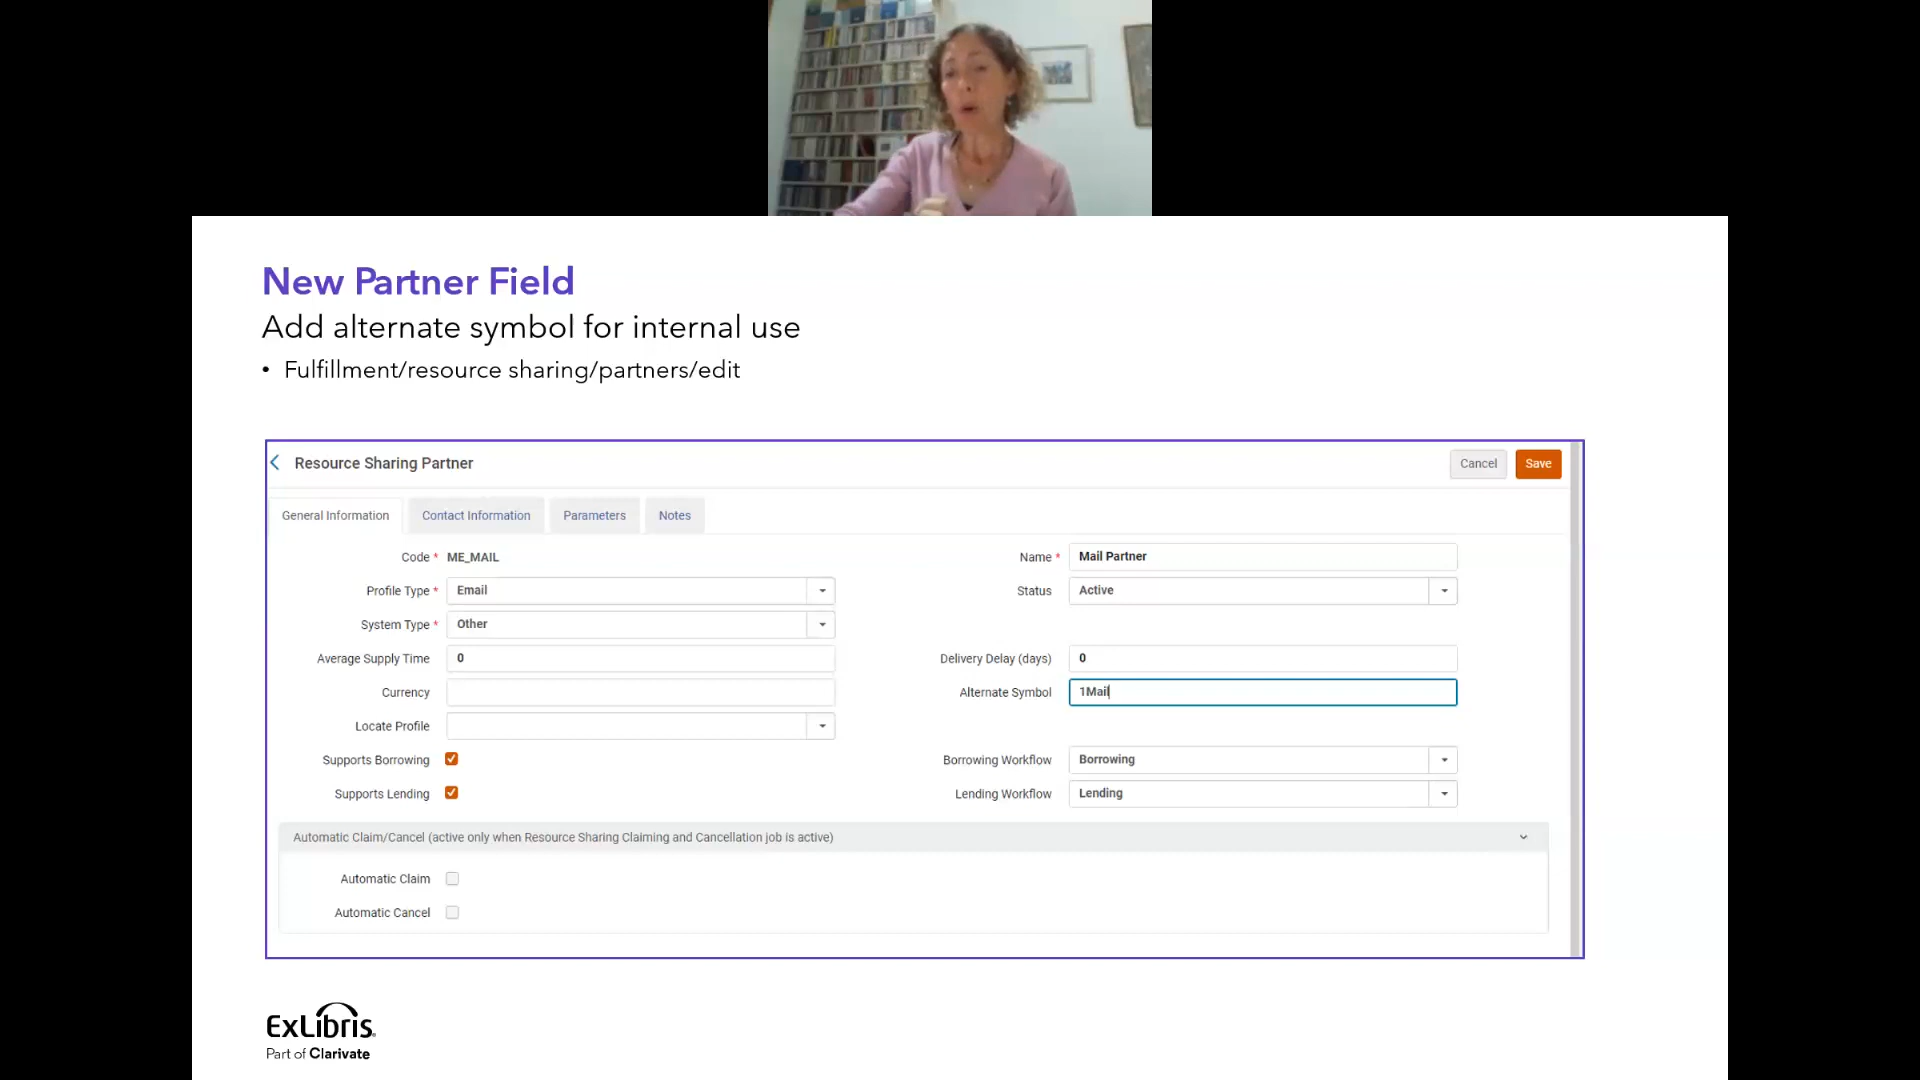 New Partner Field
Add alternate symbol for internal use
• Fulfillment/resource sharing/partners/edit
Resource Sharing Partner
Cancel
Save
General Information
Contact Information
Parameters
Notes
Code * ME_MAIL
Name * Mail Partner
Profile Type * Email
Status Active
System Type * Other
Average Supply Time 0
Delivery Delay (days) 0
Currency
Alternate Symbol 1Mail
Locate Profile
Supports Borrowing
Borrowing Workflow Borrowing
Supports Lending
Lending Workflow Lending
Automatic Claim/Cancel (active only when Resource Sharing Claiming and Cancellation job is active)
Automatic Claim
Automatic Cancel
ExLibris
Part of Clarivate